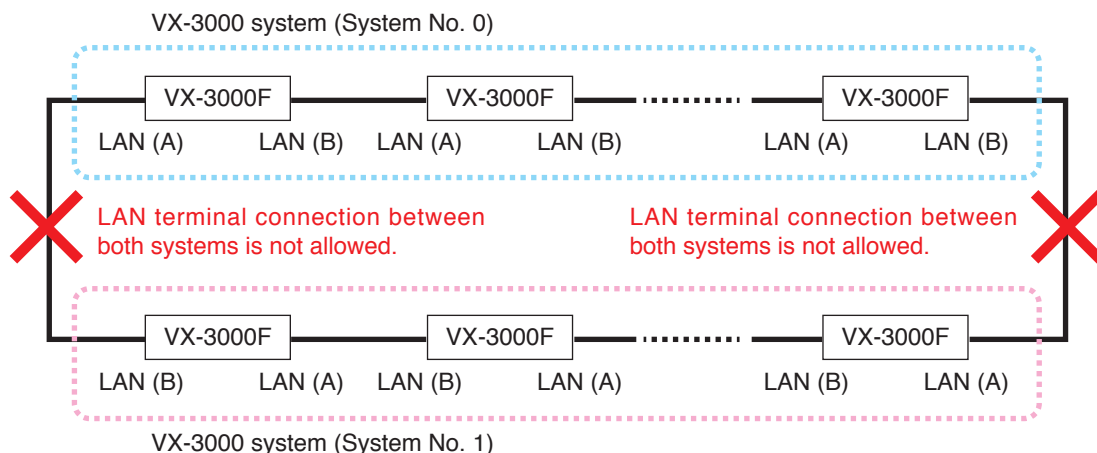 VX-3000 system (System No. 0)
VX-3000F VX-3000F VX-3000F
LAN (A) LAN (B) LAN (A) LAN (B) LAN (A) LAN (B)
LAN terminal connection between LAN terminal connection between
both systems is not allowed. both systems is not allowed.
VX-3000F VX-3000F VX-3000F
LAN (B) LAN (A) LAN (B) LAN (A) LAN (B) LAN (A)
VX-3000 system (System No. 1)